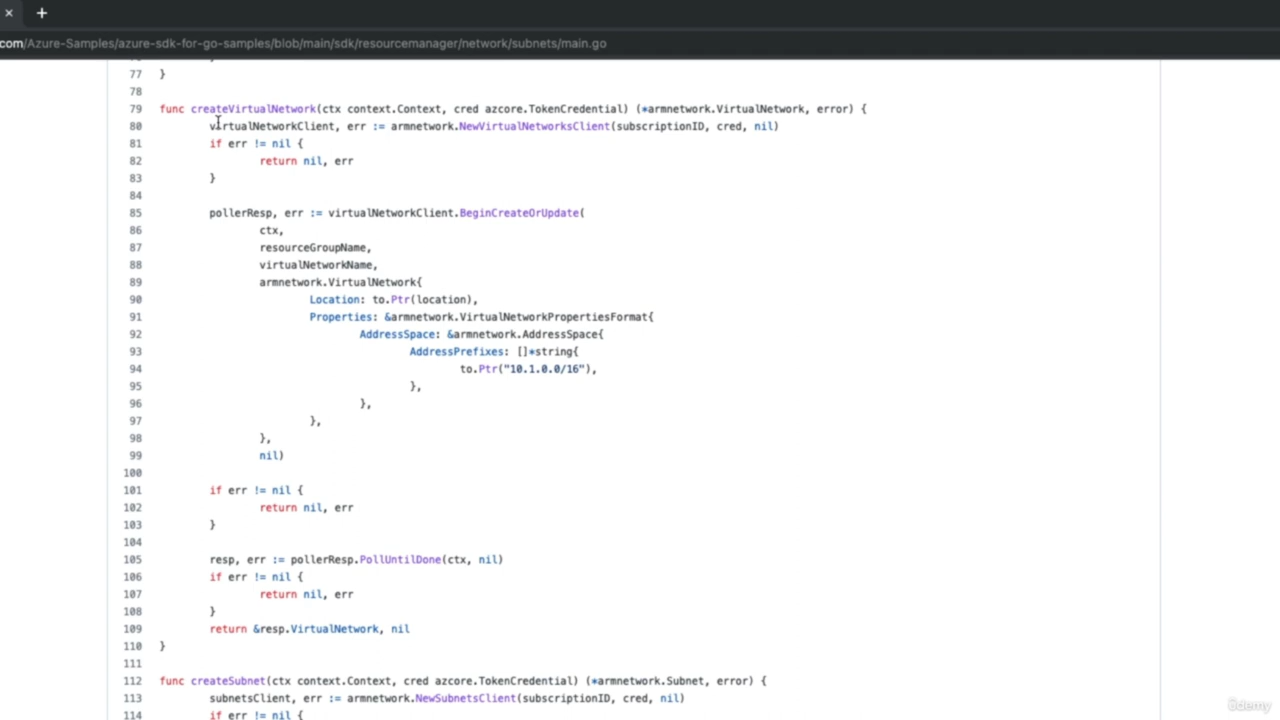 × +
com/Azure-Samples/azure-sdk-for-go-samples/blob/main/sdk/resourcemanager/network/subnets/main.go
77 }
78
79 func createVirtualNetwork(ctx context.Context, cred azcore.TokenCredential) (*armnetwork.VirtualNetwork, error) {
80 virtualNetworkClient, err := armnetwork.NewVirtualNetworksClient(subscriptionID, cred, nil)
81 if err != nil {
82 return nil, err
83 }
84
85 pollerResp, err := virtualNetworkClient.BeginCreateOrUpdate(
86 ctx,
87 resourceGroupName,
88 virtualNetworkName,
89 armnetwork.VirtualNetwork{
90 Location: to.Ptr(location),
91 Properties: &armnetwork.VirtualNetworkPropertiesFormat{
92 AddressSpace: &armnetwork.AddressSpace{
93 AddressPrefixes: []*string{
94 to.Ptr("10.1.0.0/16"),
95 },
96 },
97 },
98 },
99 nil)
100
101 if err != nil {
102 return nil, err
103 }
104
105 resp, err := pollerResp.PollUntilDone(ctx, nil)
106 if err != nil {
107 return nil, err
108 }
109 return &resp.VirtualNetwork, nil
110 }
111
112 func createSubnet(ctx context.Context, cred azcore.TokenCredential) (*armnetwork.Subnet, error) {
113 subnetsClient, err := armnetwork.NewSubnetsClient(subscriptionID, cred, nil)
114 if err != nil {
ûdemy